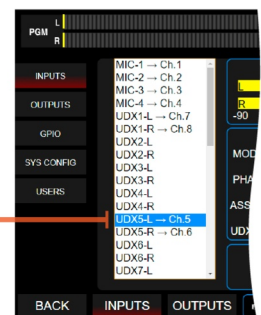 PGM L
R
INPUTS
OUTPUTS
GPIO
SYS CONFIG
USERS
MIC-1 → Ch.1
MIC-2 → Ch.2
MIC-3 → Ch.3
MIC-4 → Ch.4
UDX1-L → Ch.7
UDX1-R → Ch.8
UDX2-L
UDX2-R
UDX3-L
UDX3-R
UDX4-L
UDX4-R
UDX5-L → Ch.5
UDX5-R → Ch.6
UDX6-L
UDX6-R
UDX7-L
L
R
-90
MOD
PHA
ASS
UD
BACK INPUTS OUTPUTS